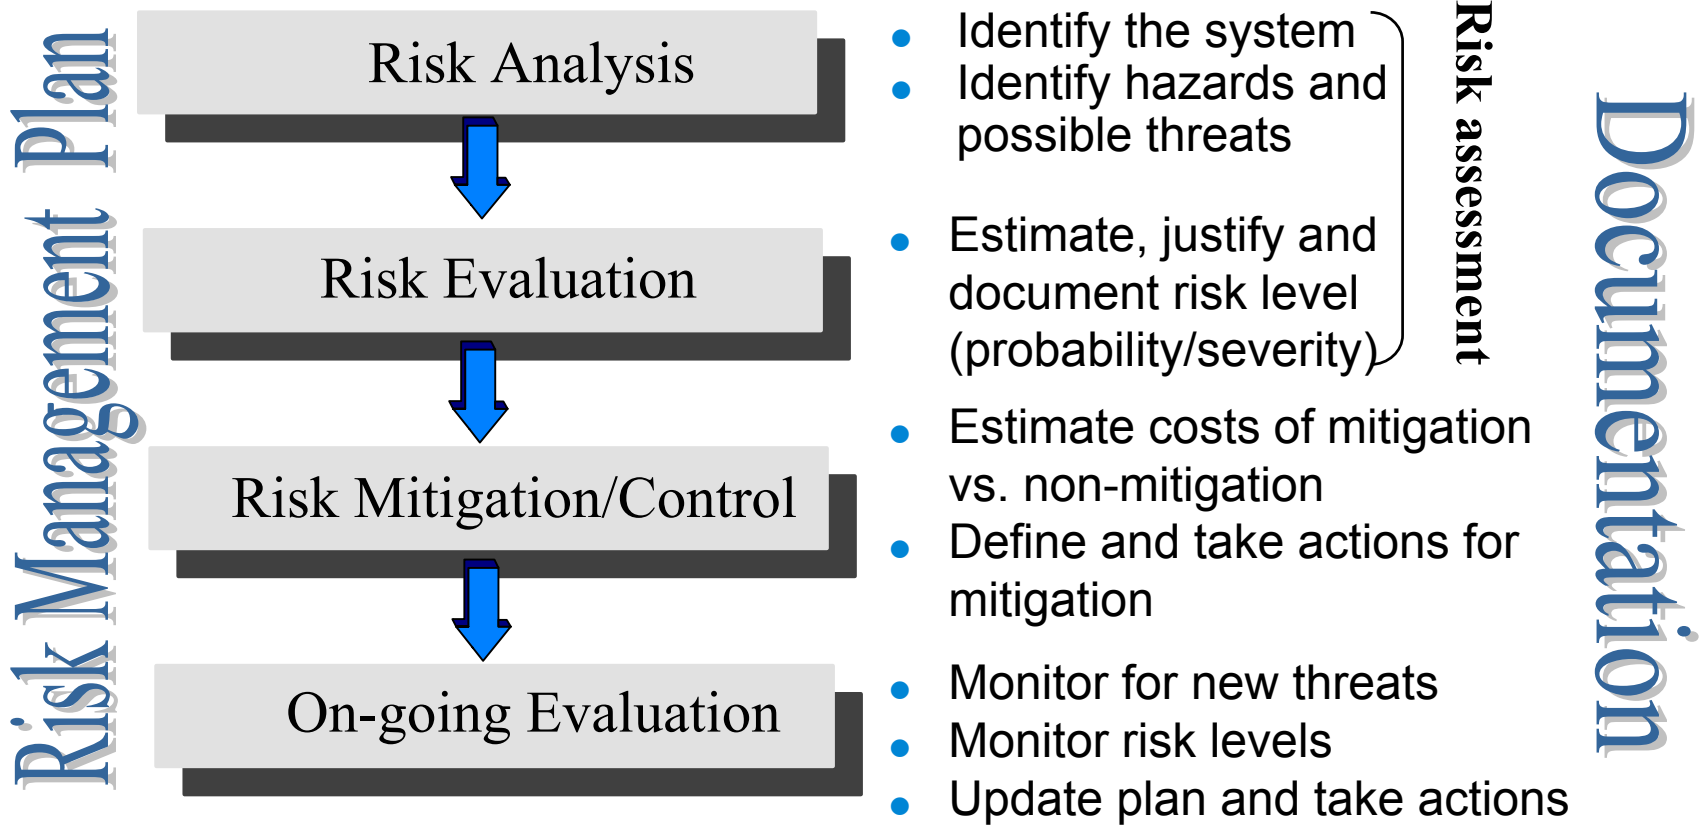 Risk Management Plan
Risk Analysis
Identify the system
Identify hazards and
possible threats
Risk assessment
Risk Evaluation
Estimate, justify and
document risk level
(probability/severity)
Risk Mitigation/Control
Estimate costs of mitigation
vs. non-mitigation
Define and take actions for
mitigation
On-going Evaluation
Monitor for new threats
Monitor risk levels
Update plan and take actions
Documentation